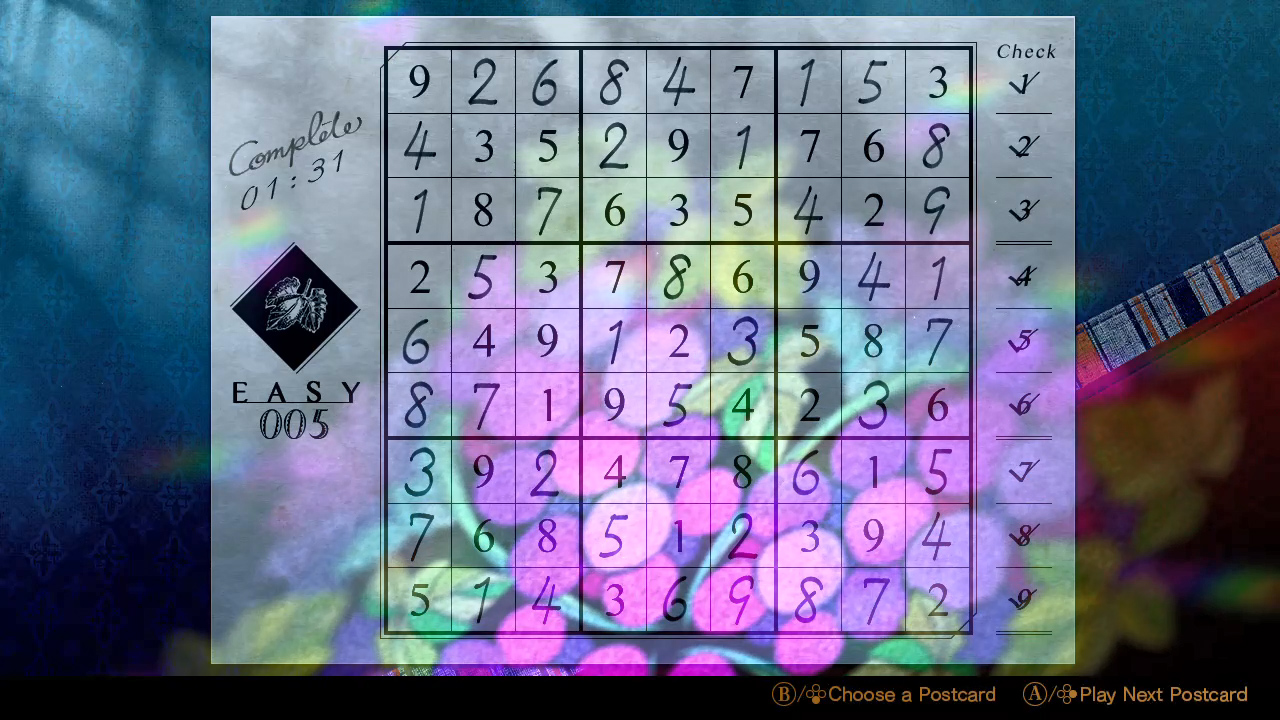 Check
9 2 6 8 4 7 1 5 3 1
Complete
4 3 5 2 9 1 7 6 8 2
01:31
1 8 7 6 3 5 4 2 9 3
2 5 3 7 8 6 9 4 1 4
6 4 9 1 2 3 5 8 7 5
EASY
8 7 1 9 5 4 2 3 6 6
005
3 9 2 4 7 8 6 1 5 7
7 6 8 5 1 2 3 9 4 8
5 1 4 3 6 9 8 7 2 9
B/ Choose a Postcard A/ Play Next Postcard